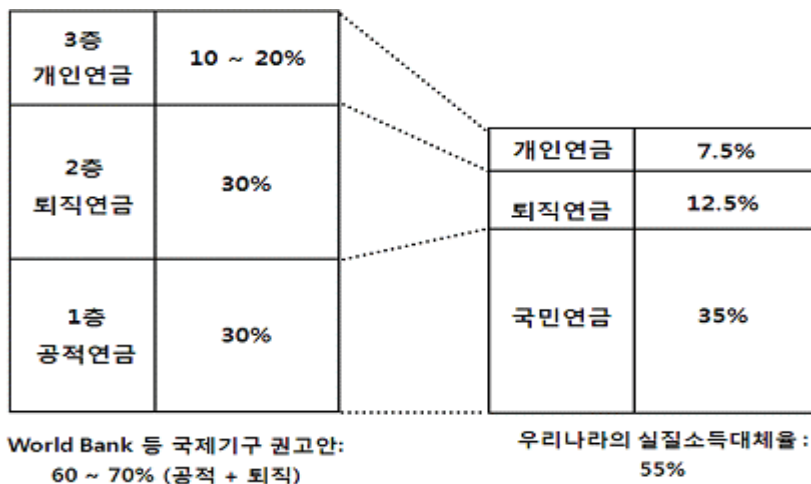 3층
개인연금
10 ~ 20%
2층
퇴직연금
30%
1층
공적연금
30%
개인연금
7.5%
퇴직연금
12.5%
국민연금
35%
World Bank 등 국제기구 권고안:
60 ~ 70% (공적 + 퇴직)
우리나라의 실질소득대체율 :
55%